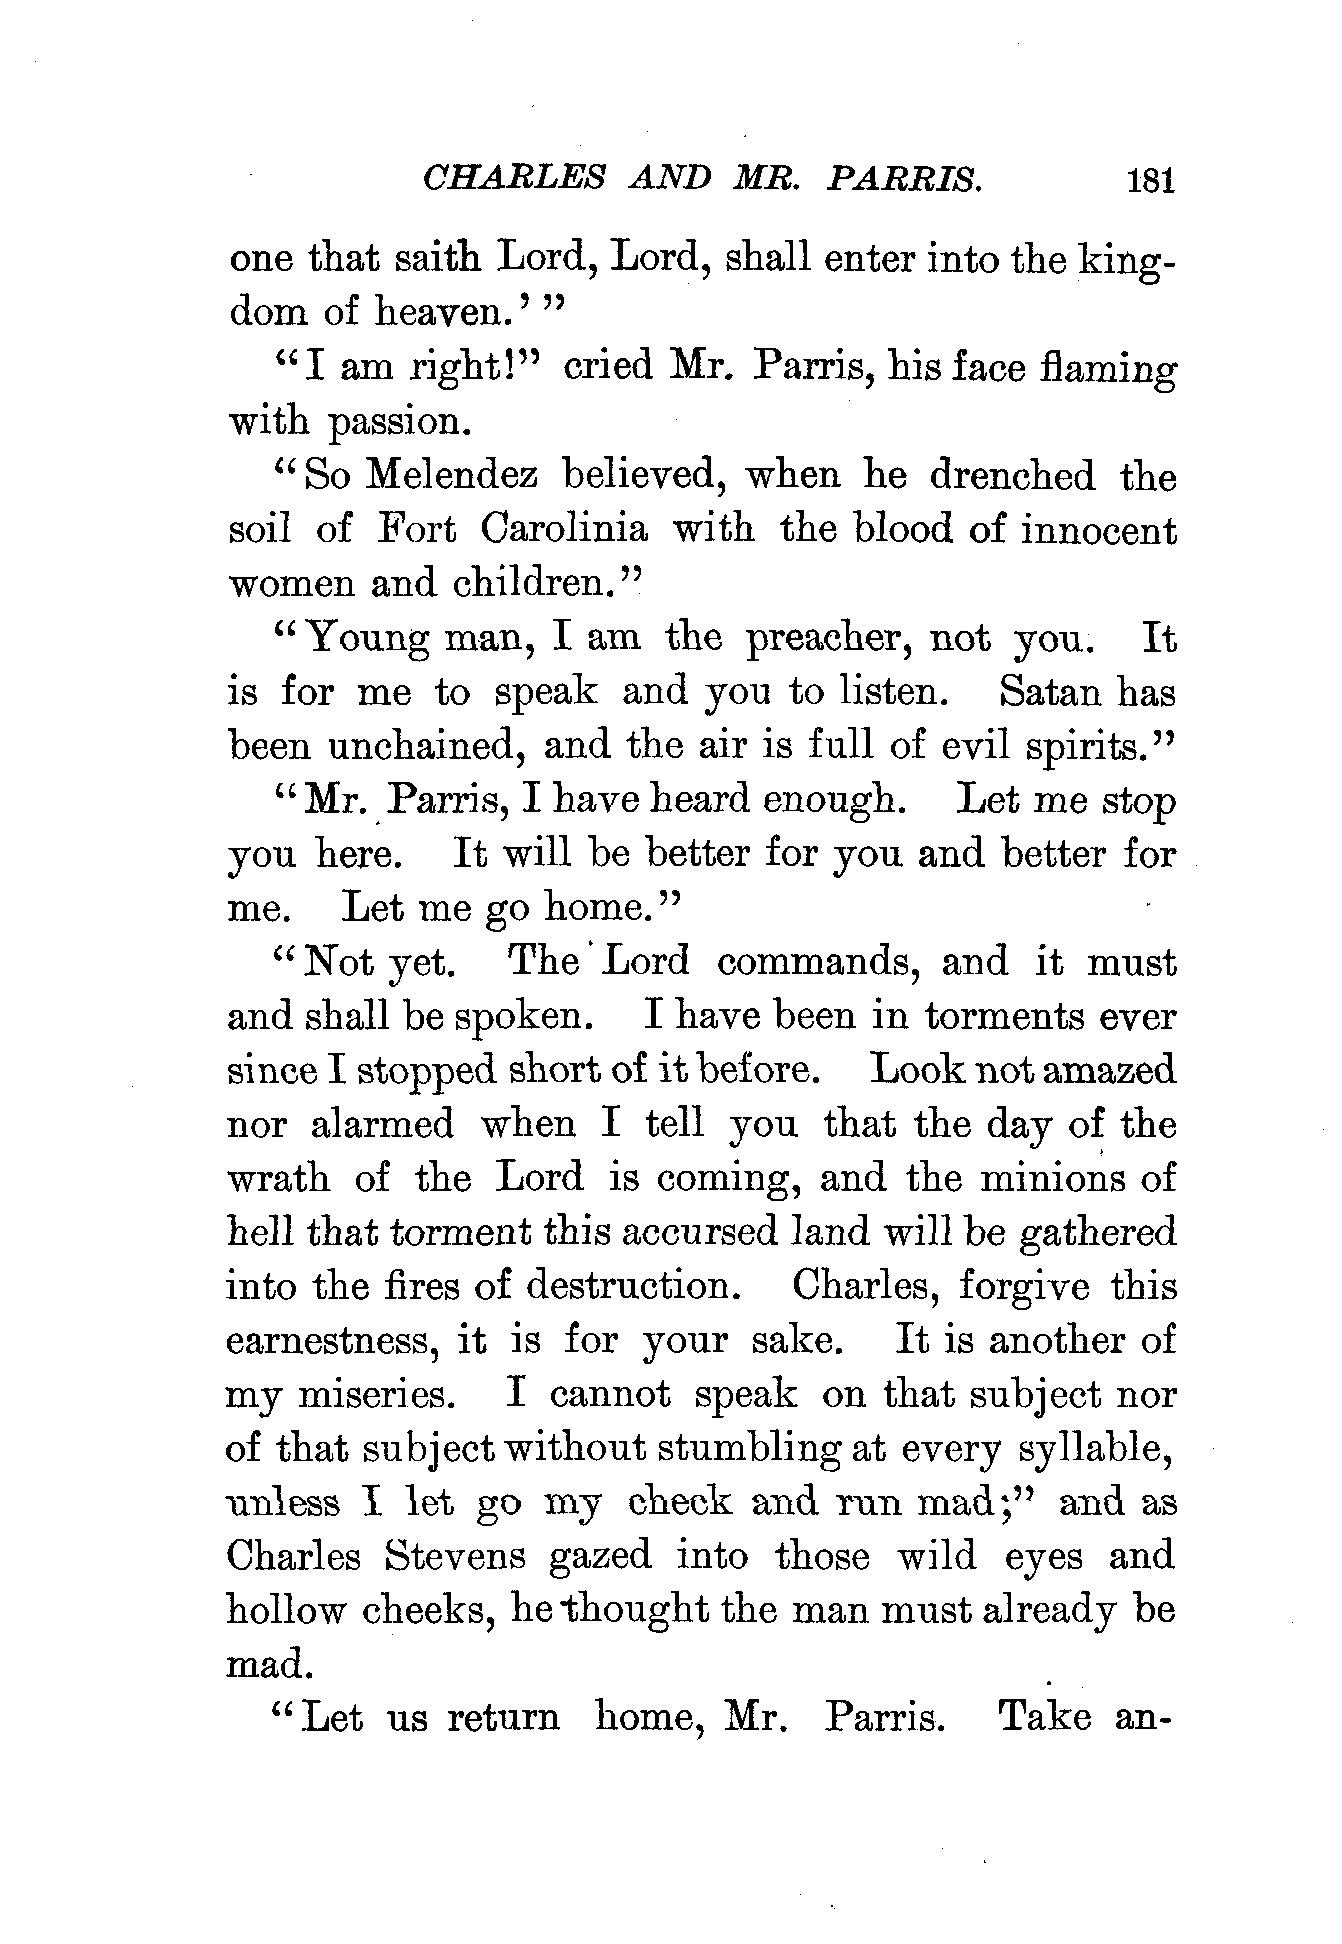 CHARLES AND MR. PARRIS. 181
one that saith Lord, Lord, shall enter into the king-
dom of heaven.' "
"I am right!" cried Mr. Parris, his face flaming
with passion.
"So Melendez believed, when he drenched the
soil of Fort Carolinia with the blood of innocent
women and children."
"Young man, I am the preacher, not you. It
is for me to speak and you to listen. Satan has
been unchained, and the air is full of evil spirits."
"Mr. Parris, I have heard enough. Let me stop
you here. It will be better for you and better for
me. Let me go home."
"Not yet. The Lord commands, and it must
and shall be spoken. I have been in torments ever
since I stopped short of it before. Look not amazed
nor alarmed when I tell you that the day of the
wrath of the Lord is coming, and the minions of
hell that torment this accursed land will be gathered
into the fires of destruction. Charles, forgive this
earnestness, it is for your sake. It is another of
my miseries. I cannot speak on that subject nor
of that subject without stumbling at every syllable,
unless I let go my check and run mad;" and as
Charles Stevens gazed into those wild eyes and
hollow cheeks, he thought the man must already be
mad.
"Let us return home, Mr. Parris. Take an-